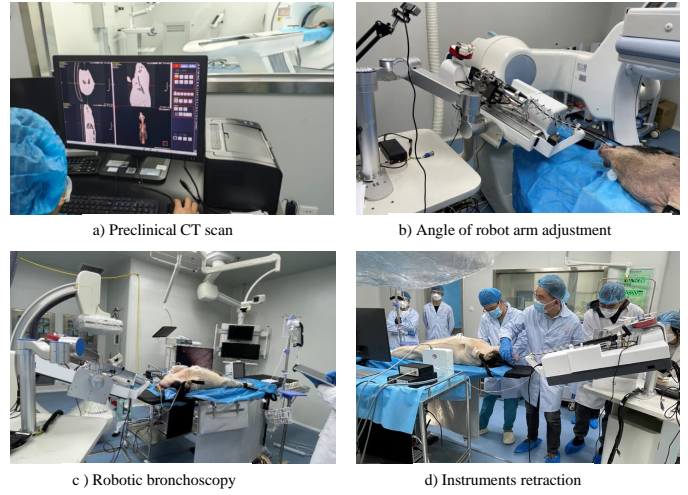 a) Preclinical CT scan
b) Angle of robot arm adjustment
c ) Robotic bronchoscopy
d) Instruments retraction